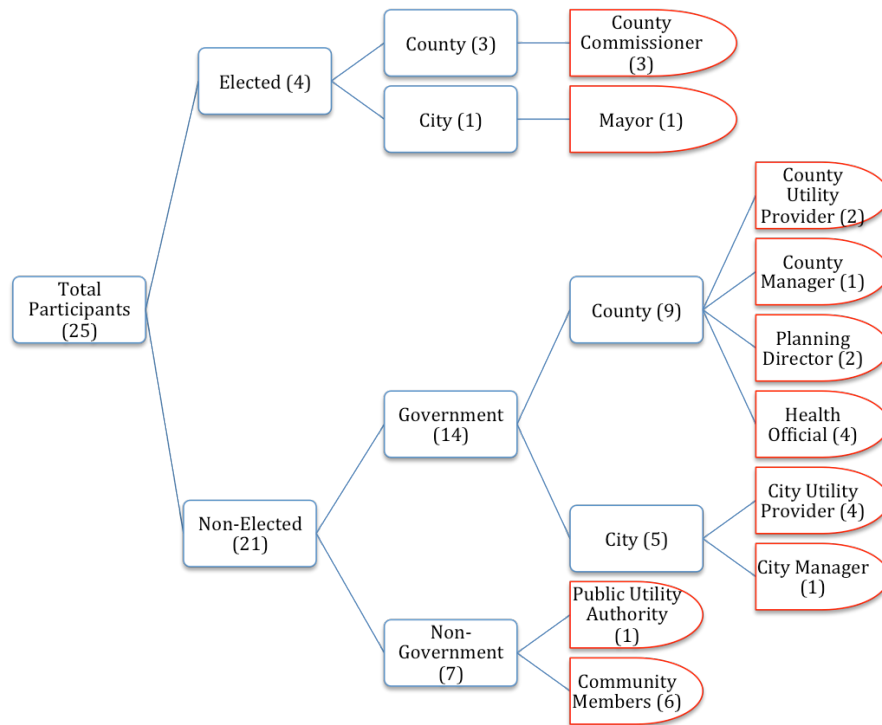 Total
Participants
(25)
Elected (4)
County (3)
County
Commissioner
(3)
City (1)
Mayor (1)
Non-Elected
(21)
Government
(14)
County (9)
County
Utility
Provider (2)
County
Manager (1)
Planning
Director (2)
Health
Official (4)
City (5)
City Utility
Provider (4)
City Manager
(1)
Non-
Government
(7)
Public Utility
Authority
(1)
Community
Members (6)